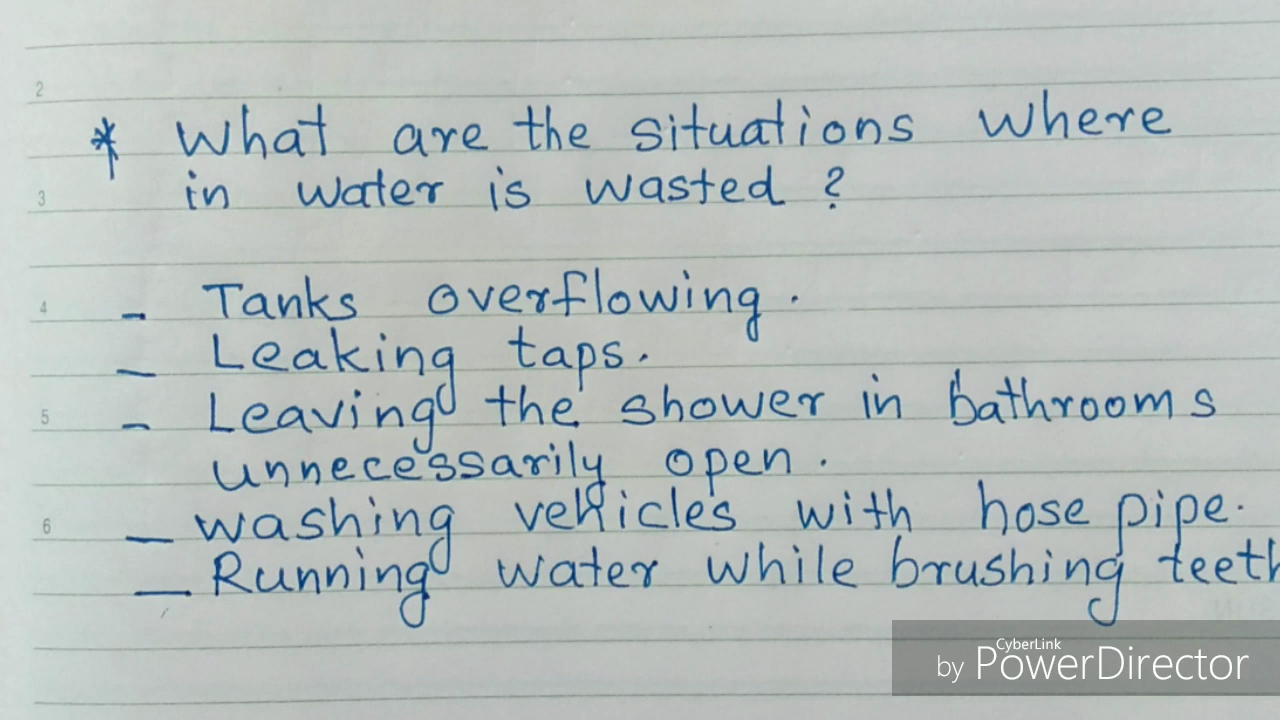 2
* What are the situations where
3 in water is wasted ?
4 - Tanks overflowing.
- Leaking taps.
5 - Leaving the shower in bathrooms
unnecessarily open.
6 - washing vehicles with hose pipe.
- Running water while brushing teeth
CyberLink
by PowerDirector